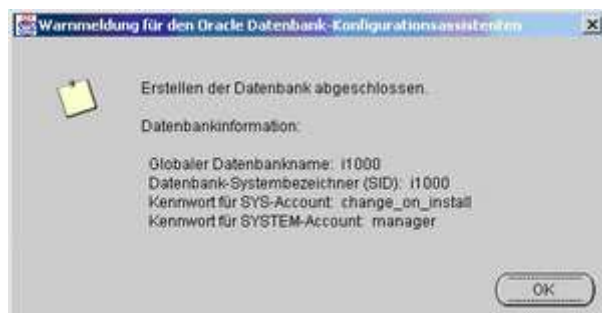 Warnmeldung für den Oracle Datenbank-Konfigurationsassistenten
Erstellen der Datenbank abgeschlossen.
Datenbankinformation:
Globaler Datenbankname: i1000
Datenbank-Systembezeichner (SID): i1000
Kennwort für SYS-Account: change_on_install
Kennwort für SYSTEM-Account: manager
OK